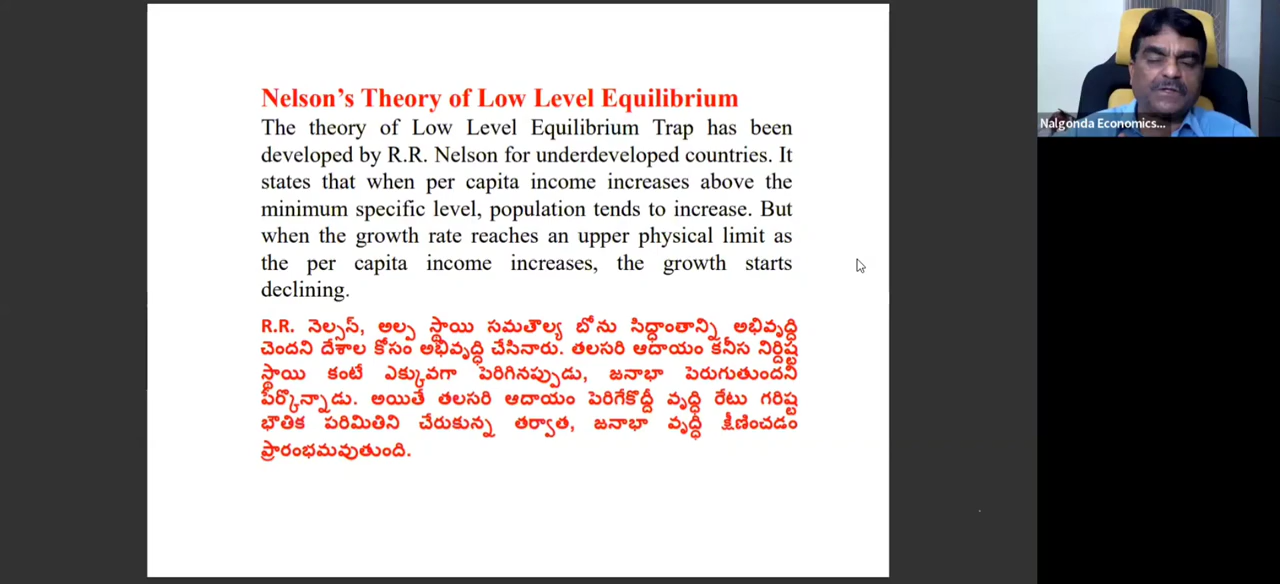 Nelson's Theory of Low Level Equilibrium
The theory of Low Level Equilibrium Trap has been
developed by R.R. Nelson for underdeveloped countries. It
states that when per capita income increases above the
minimum specific level, population tends to increase. But
when the growth rate reaches an upper physical limit as
the per capita income increases, the growth starts
declining.
R.R. నెల్సన్, అల్ప స్థాయి సమతౌల్య బోను సిద్ధాంతాన్ని అభివృద్ధి
చెందని దేశాల కోసం అభివృద్ధి చేసినారు. తలసరి ఆదాయం కనీస నిర్దిష్ట
స్థాయి కంటే ఎక్కువగా పెరిగినప్పుడు, జనాభా పెరుగుతుందని
పేర్కొన్నాడు. అయితే తలసరి ఆదాయం పెరిగేకొద్దీ వృద్ధి రేటు గరిష్ట
భౌతిక పరిమితిని చేరుకున్న తర్వాత, జనాభా వృద్ధి క్షీణించడం
ప్రారంభమవుతుంది.
Nalgonda Economics...